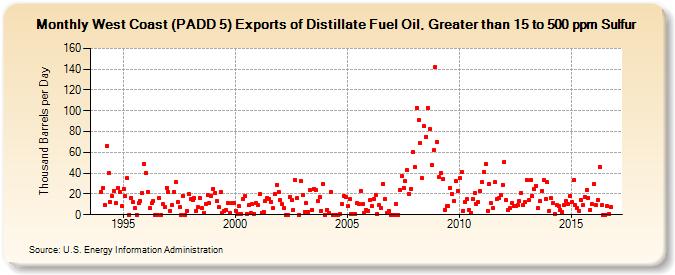 Monthly West Coast (PADD 5) Exports of Distillate Fuel Oil, Greater than 15 to 500 ppm Sulfur
Thousand Barrels per Day
160
140
120
100
80
60
40
20
0
1995 2000 2005 2010 2015
Source: U.S. Energy Information Administration